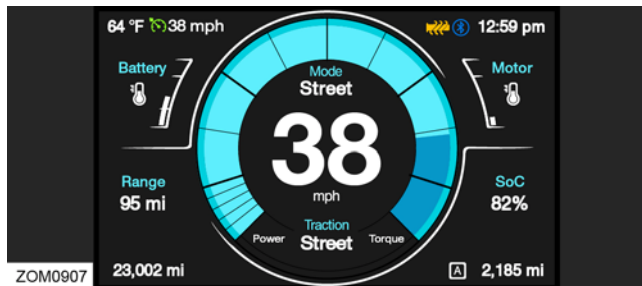 64 °F 38 mph
12:59 pm
Battery
Mode
Street
Motor
38
mph
Range
95 mi
SoC
82%
Traction
Power Street Torque
23,002 mi
A 2,185 mi
ZOM0907